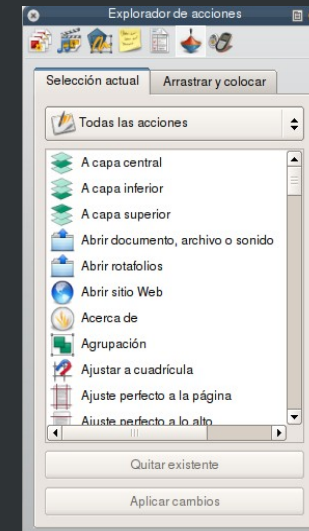 Explorador de acciones
Selección actual
Arrastrar y colocar
Todas las acciones
A capa central
A capa inferior
A capa superior
Abrir documento, archivo o sonido
Abrir rotafolios
Abrir sitio Web
Acerca de
Agrupación
Ajustar a cuadrícula
Ajuste perfecto a la página
Ajuste perfecto a lo alto
Quitar existente
Aplicar cambios